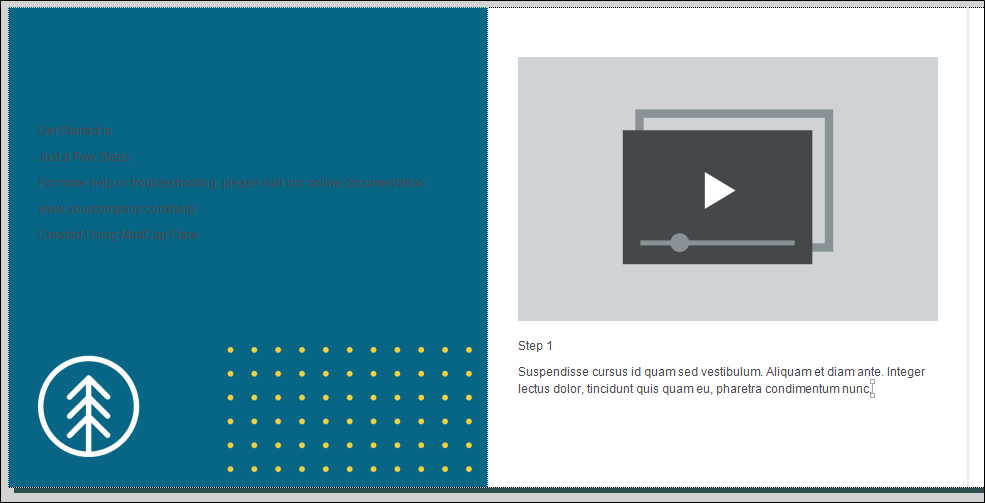 Get Started in
Just a Few Steps
For more help or troubleshooting, please visit our online documentation:
www.yourcompany.com/help
Created Using MadCap Flare
Step 1
Suspendisse cursus id quam sed vestibulum. Aliquam et diam ante. Integer
lectus dolor, tincidunt quis quam eu, pharetra condimentum nunc.